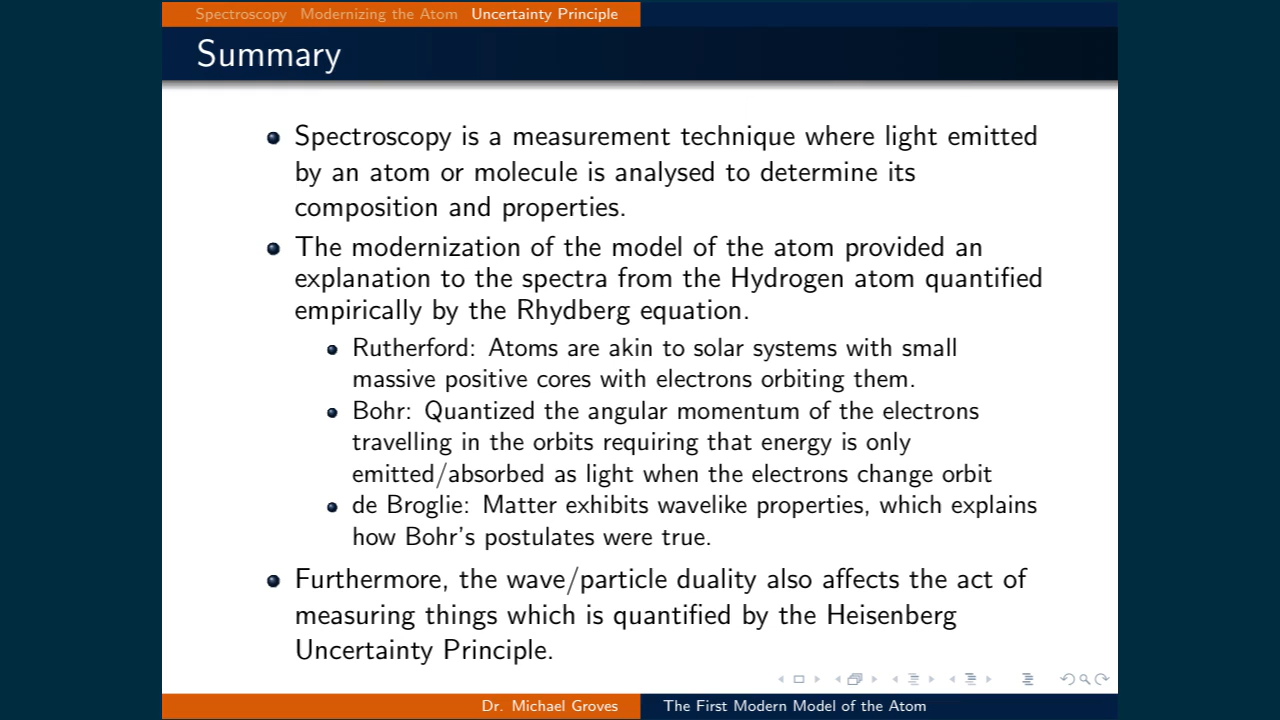 Spectroscopy Modernizing the Atom Uncertainty Principle
Summary
Spectroscopy is a measurement technique where light emitted
by an atom or molecule is analysed to determine its
composition and properties.
The modernization of the model of the atom provided an
explanation to the spectra from the Hydrogen atom quantified
empirically by the Rhydberg equation.
Rutherford: Atoms are akin to solar systems with small
massive positive cores with electrons orbiting them.
Bohr: Quantized the angular momentum of the electrons
travelling in the orbits requiring that energy is only
emitted/absorbed as light when the electrons change orbit
de Broglie: Matter exhibits wavelike properties, which explains
how Bohr's postulates were true.
Furthermore, the wave/particle duality also affects the act of
measuring things which is quantified by the Heisenberg
Uncertainty Principle.
Dr. Michael Groves The First Modern Model of the Atom